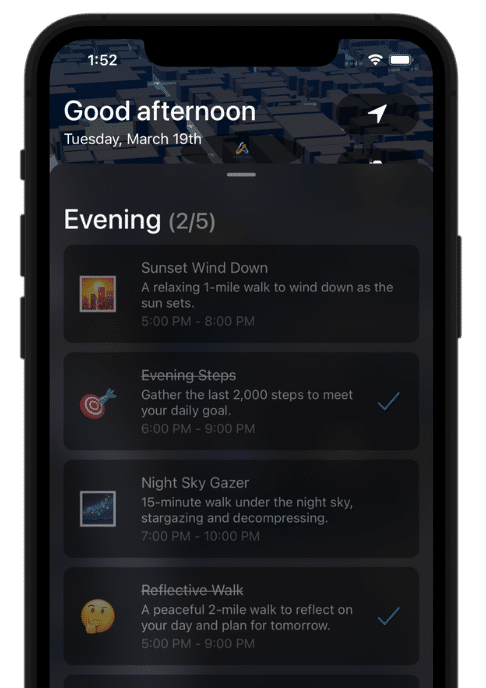 1:52
Good afternoon
Tuesday, March 19th
Evening (2/5)
Sunset Wind Down
A relaxing 1-mile walk to wind down as the
sun sets.
5:00 PM - 8:00 PM
Evening Steps
Gather the last 2,000 steps to meet
your daily goal.
6:00 PM - 9:00 PM
Night Sky Gazer
15-minute walk under the night sky,
stargazing and decompressing.
7:00 PM - 10:00 PM
Reflective Walk
A peaceful 2-mile walk to reflect on
your day and plan for tomorrow.
5:00 PM - 9:00 PM